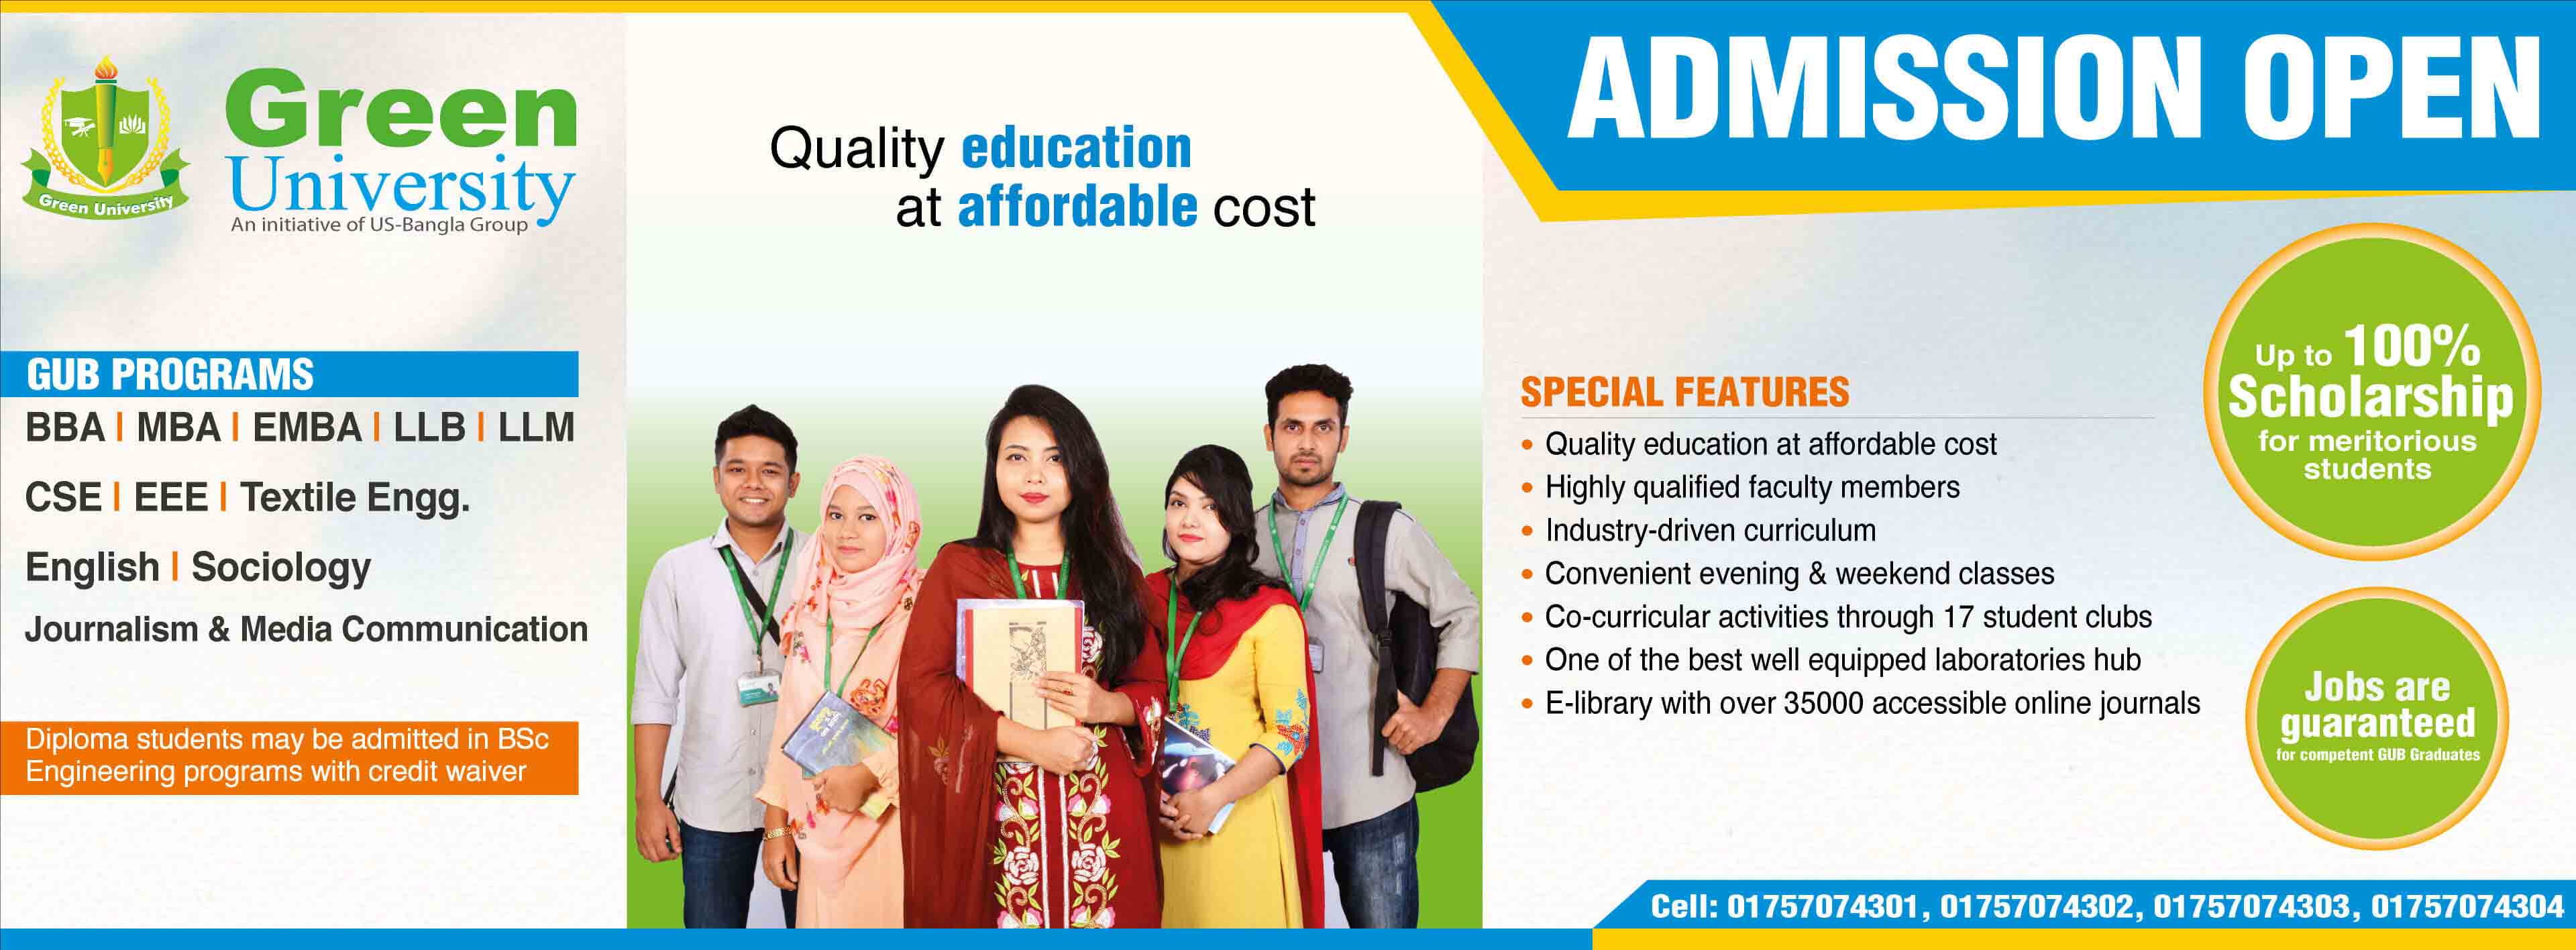 Green University
Green
University
An initiative of US-Bangla Group
GUB PROGRAMS
BBA | MBA | EMBA | LLB | LLM
CSE | EEE | Textile Engg.
English | Sociology
Journalism & Media Communication
Diploma students may be admitted in BSc
Engineering programs with credit waiver
Quality education
at affordable cost
ADMISSION OPEN
SPECIAL FEATURES
• Quality education at affordable cost
• Highly qualified faculty members
• Industry-driven curriculum
• Convenient evening & weekend classes
• Co-curricular activities through 17 student clubs
• One of the best well equipped laboratories hub
• E-library with over 35000 accessible online journals
Up to 100%
Scholarship
for meritorious
students
Jobs are
guaranteed
for competent GUB Graduates
Cell: 01757074301, 01757074302, 01757074303, 01757074304